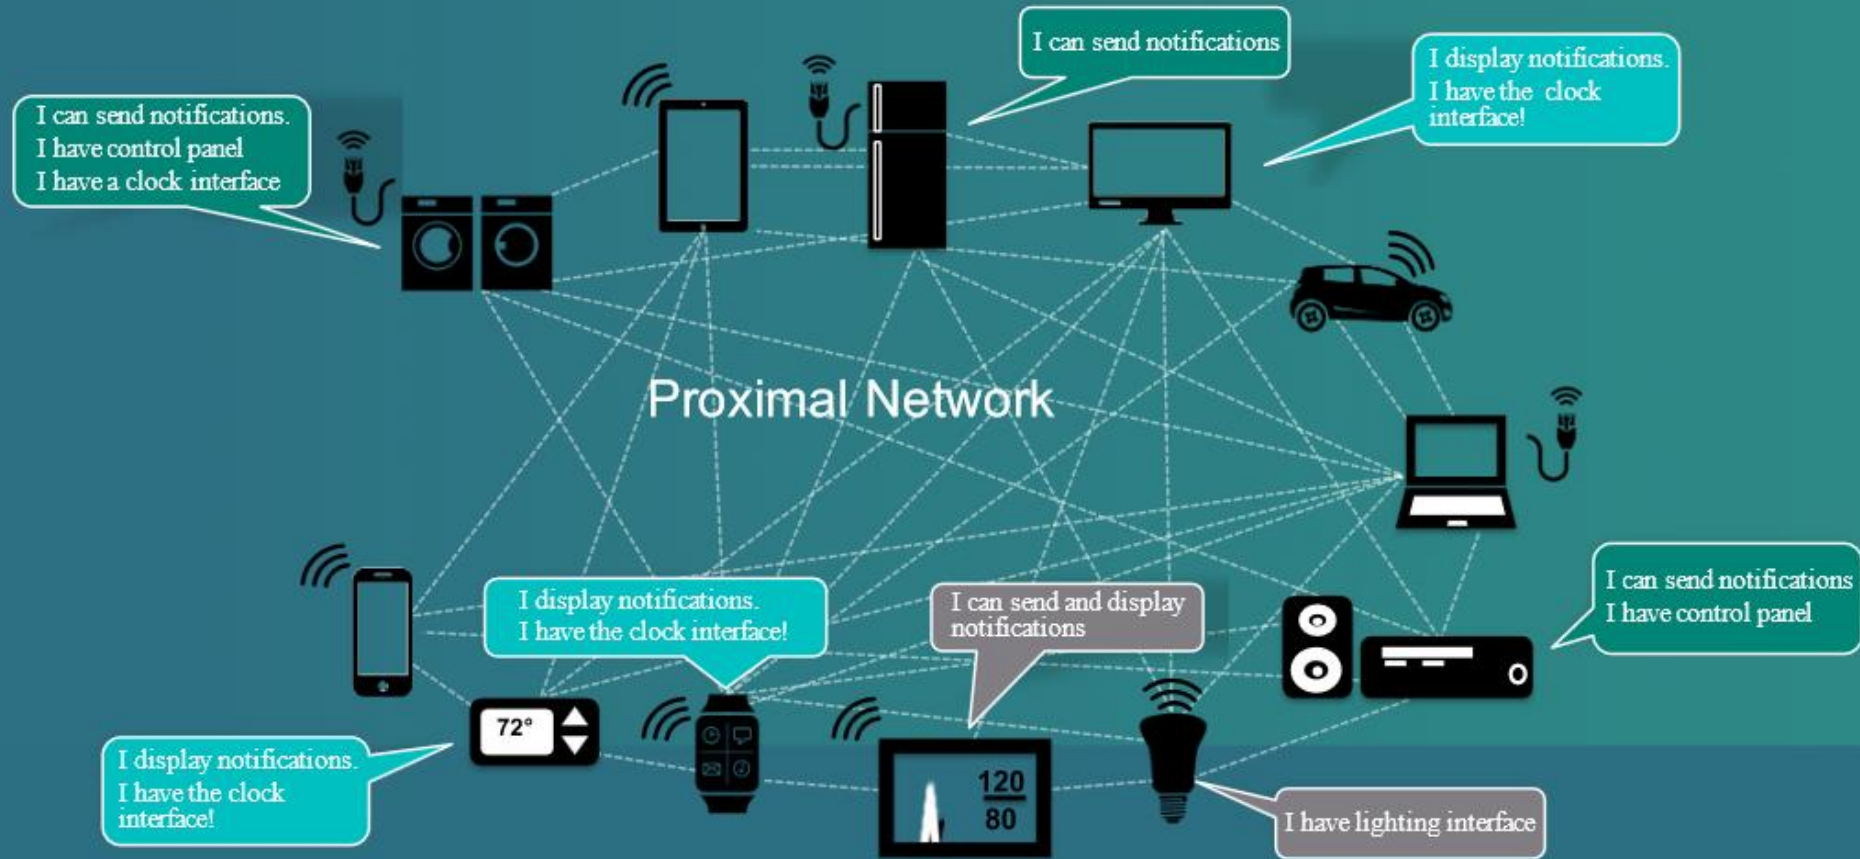 I can send notifications
I display notifications.
I have the clock
interface!
I can send notifications.
I have control panel
I have a clock interface
Proximal Network
I can send notifications
I have control panel
I display notifications.
I have the clock interface!
I can send and display
notifications
72°
I display notifications.
I have the clock
interface!
120
80
I have lighting interface